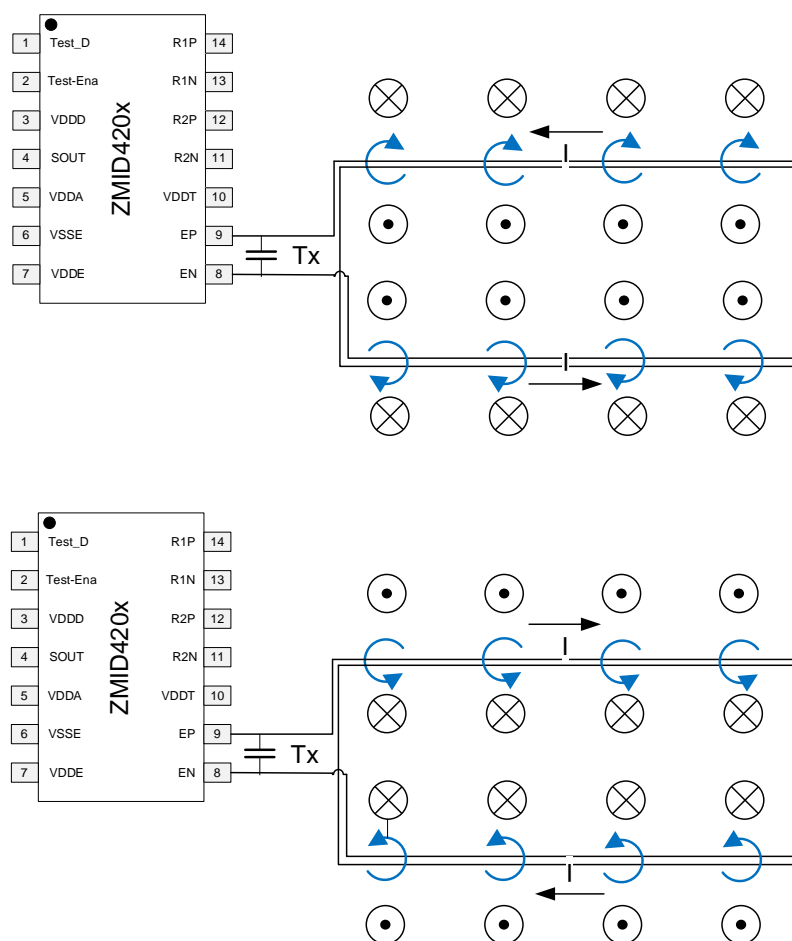 1 Test_D R1P 14
2 Test-Ena R1N 13
3 VDDD R2P 12
4 SOUT R2N 11
5 VDDA VDDT 10
6 VSSE EP 9
7 VDDE EN 8
ZMID420x
Tx
I
I
1 Test_D R1P 14
2 Test-Ena R1N 13
3 VDDD R2P 12
4 SOUT R2N 11
5 VDDA VDDT 10
6 VSSE EP 9
7 VDDE EN 8
ZMID420x
Tx
I
I